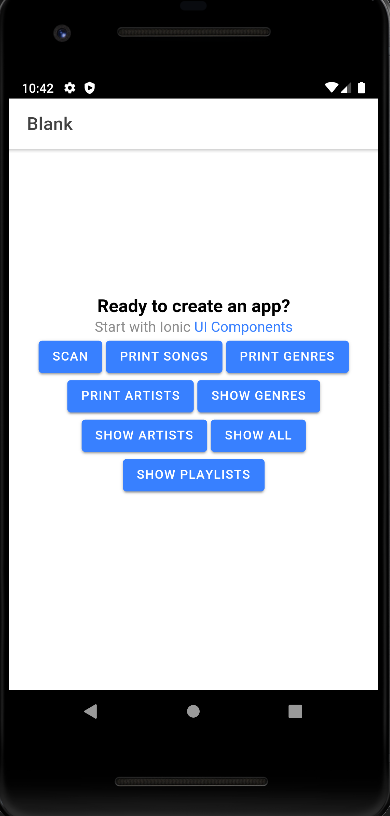 10:42
Blank
Ready to create an app?
Start with Ionic UI Components
SCAN PRINT SONGS PRINT GENRES
PRINT ARTISTS SHOW GENRES
SHOW ARTISTS SHOW ALL
SHOW PLAYLISTS